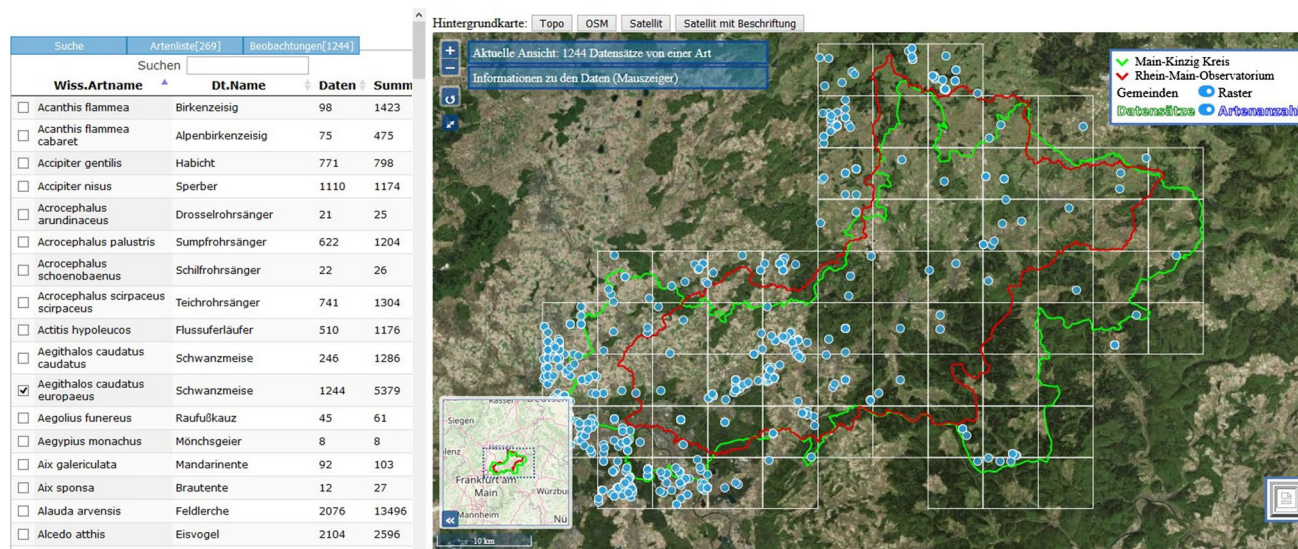 Hintergrundkarte: Topo OSM Satellit Satellit mit Beschriftung
Suche Artenliste[269] Beobachtungen[1244]
Suchen
Wiss.Artname Dt.Name Daten Summ
Acanthis flammea Birkenzeisig 98 1423
Acanthis flammea
cabaret Alpenbirkenzeisig 75 475
Accipiter gentilis Habicht 771 798
Accipiter nisus Sperber 1110 1174
Acrocephalus
arundinaceus Drosselrohrsänger 21 25
Acrocephalus palustris Sumpfrohrsänger 622 1204
Acrocephalus
schoenobaenus Schilfrohrsänger 22 26
Acrocephalus scirpaceus
scirpaceus Teichrohrsänger 741 1304
Actitis hypoleucos Flussuferläufer 510 1176
Aegithalos caudatus
caudatus Schwanzmeise 246 1286
Aegithalos caudatus
europaeus Schwanzmeise 1244 5379
Aegolius funereus Raufußkauz 45 61
Aegypius monachus Mönchsgeier 8 8
Aix galericulata Mandarinente 92 103
Aix sponsa Brautente 12 27
Alauda arvensis Feldlerche 2076 13496
Alcedo atthis Eisvogel 2104 2596
+
−
Aktuelle Ansicht: 1244 Datensätze von einer Art
Informationen zu den Daten (Mauszeiger)
Main-Kinzig Kreis
Rhein-Main-Observatorium
Gemeinden Raster
Datensätze Artenanzahl
Siegen
Frankfurt am
Main
Würzbu
Mannheim
Nü
«
10 km